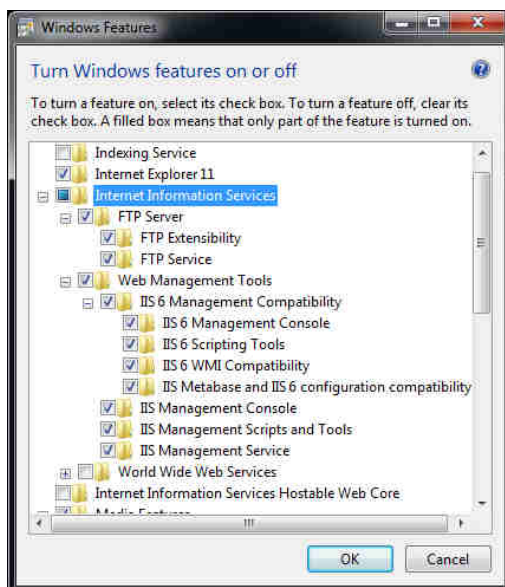 Windows Features
Turn Windows features on or off
To turn a feature on, select its check box. To turn a feature off, clear its
check box. A filled box means that only part of the feature is turned on.
Indexing Service
Internet Explorer 11
Internet Information Services
FTP Server
FTP Extensibility
FTP Service
Web Management Tools
IIS 6 Management Compatibility
IIS 6 Management Console
IIS 6 Scripting Tools
IIS 6 WMI Compatibility
IIS Metabase and IIS 6 configuration compatibility
IIS Management Console
IIS Management Scripts and Tools
IIS Management Service
World Wide Web Services
Internet Information Services Hostable Web Core
Media Features
OK Cancel